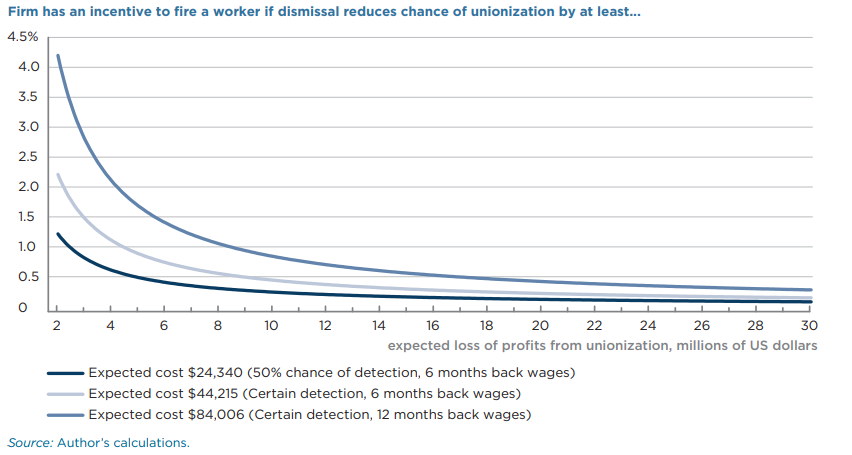 Firm has an incentive to fire a worker if dismissal reduces chance of unionization by at least...
4.5%
4.0
3.5
3.0
2.5
2.0
1.5
1.0
0.5
0
2 4 6 8 10 12 14 16 18 20 22 24 26 28 30
expected loss of profits from unionization, millions of US dollars
Expected cost $24,340 (50% chance of detection, 6 months back wages)
Expected cost $44,215 (Certain detection, 6 months back wages)
Expected cost $84,006 (Certain detection, 12 months back wages)
Source: Author's calculations.